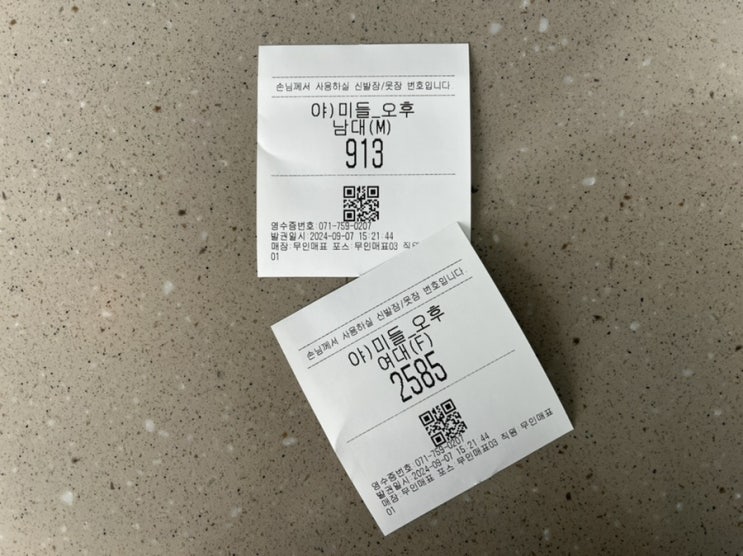 손님께서 사용하실 신발장/옷장 번호입니다.
야)미들_오후
남대(M)
913
영수증번호:071-759-0207
발권일시:2024-09-07 15:21:44
매장:무인매표 포스:무인매표03 직원
01
손님께서 사용하실 신발장/옷장 번호입니다.
야)미들_오후
여대(F)
2585
영수증번호:071-759-0207
발권일시:2024-09-07 15:21:44
매장:무인매표 포스:무인매표03 직원:무인매표
01